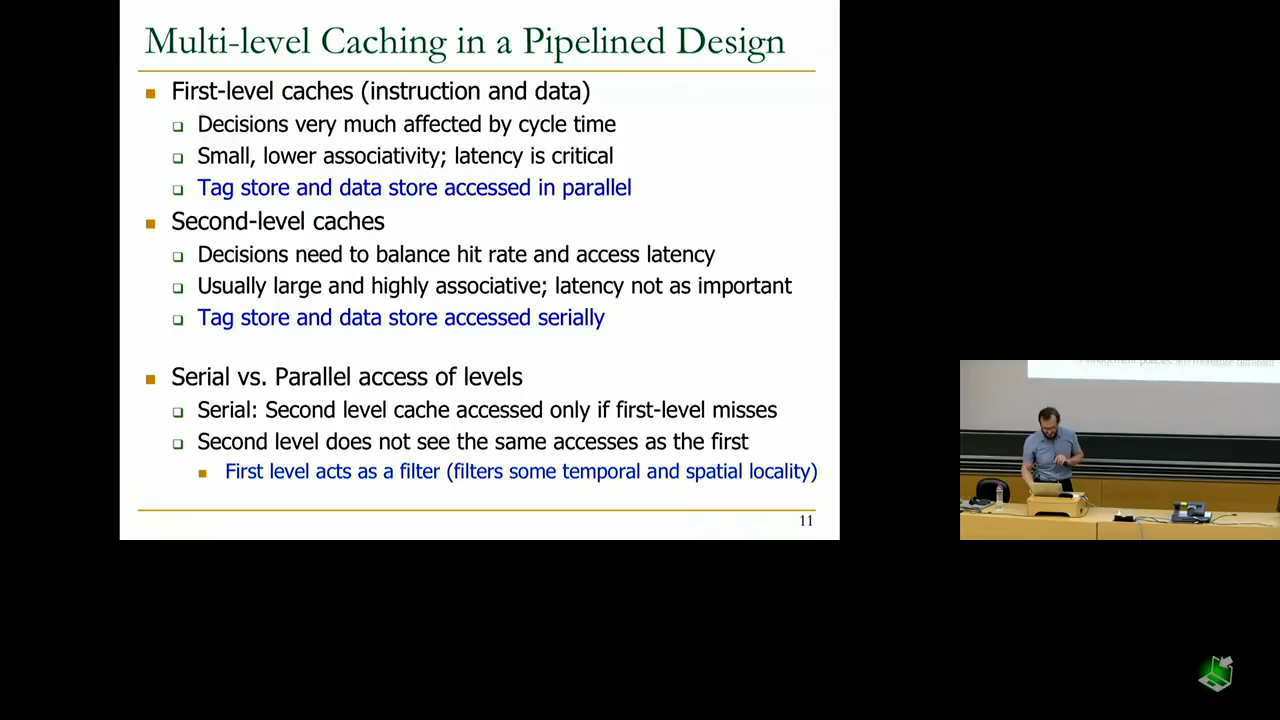 Multi-level Caching in a Pipelined Design
First-level caches (instruction and data)
Decisions very much affected by cycle time
Small, lower associativity; latency is critical
Tag store and data store accessed in parallel
Second-level caches
Decisions need to balance hit rate and access latency
Usually large and highly associative; latency not as important
Tag store and data store accessed serially
Serial vs. Parallel access of levels
Serial: Second level cache accessed only if first-level misses
Second level does not see the same accesses as the first
First level acts as a filter (filters some temporal and spatial locality)
11